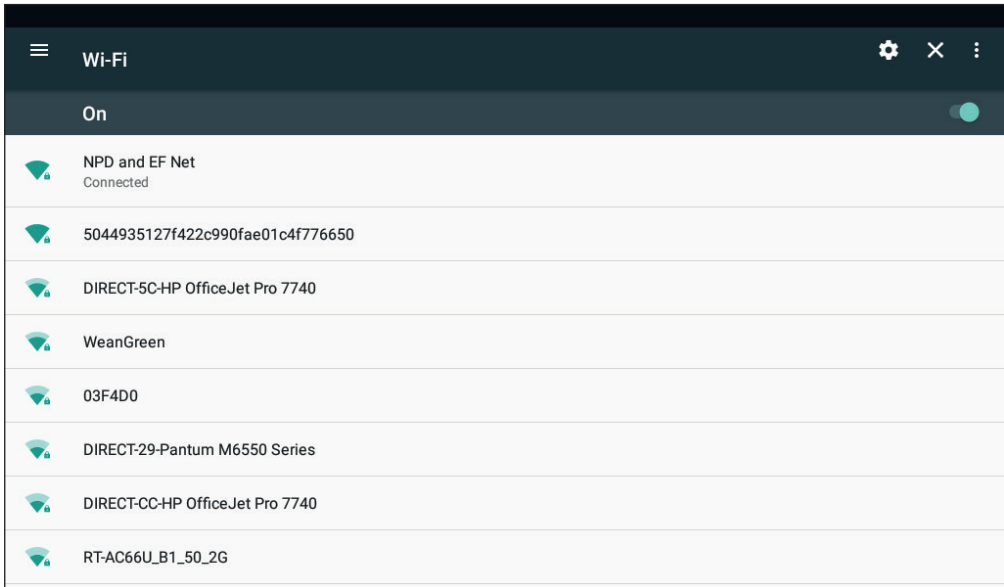 Wi-Fi
On
NPD and EF Net
Connected
5044935127f422c990fae01c4f776650
DIRECT-5C-HP OfficeJet Pro 7740
WeanGreen
03F4D0
DIRECT-29-Pantum M6550 Series
DIRECT-CC-HP OfficeJet Pro 7740
RT-AC66U_B1_50_2G